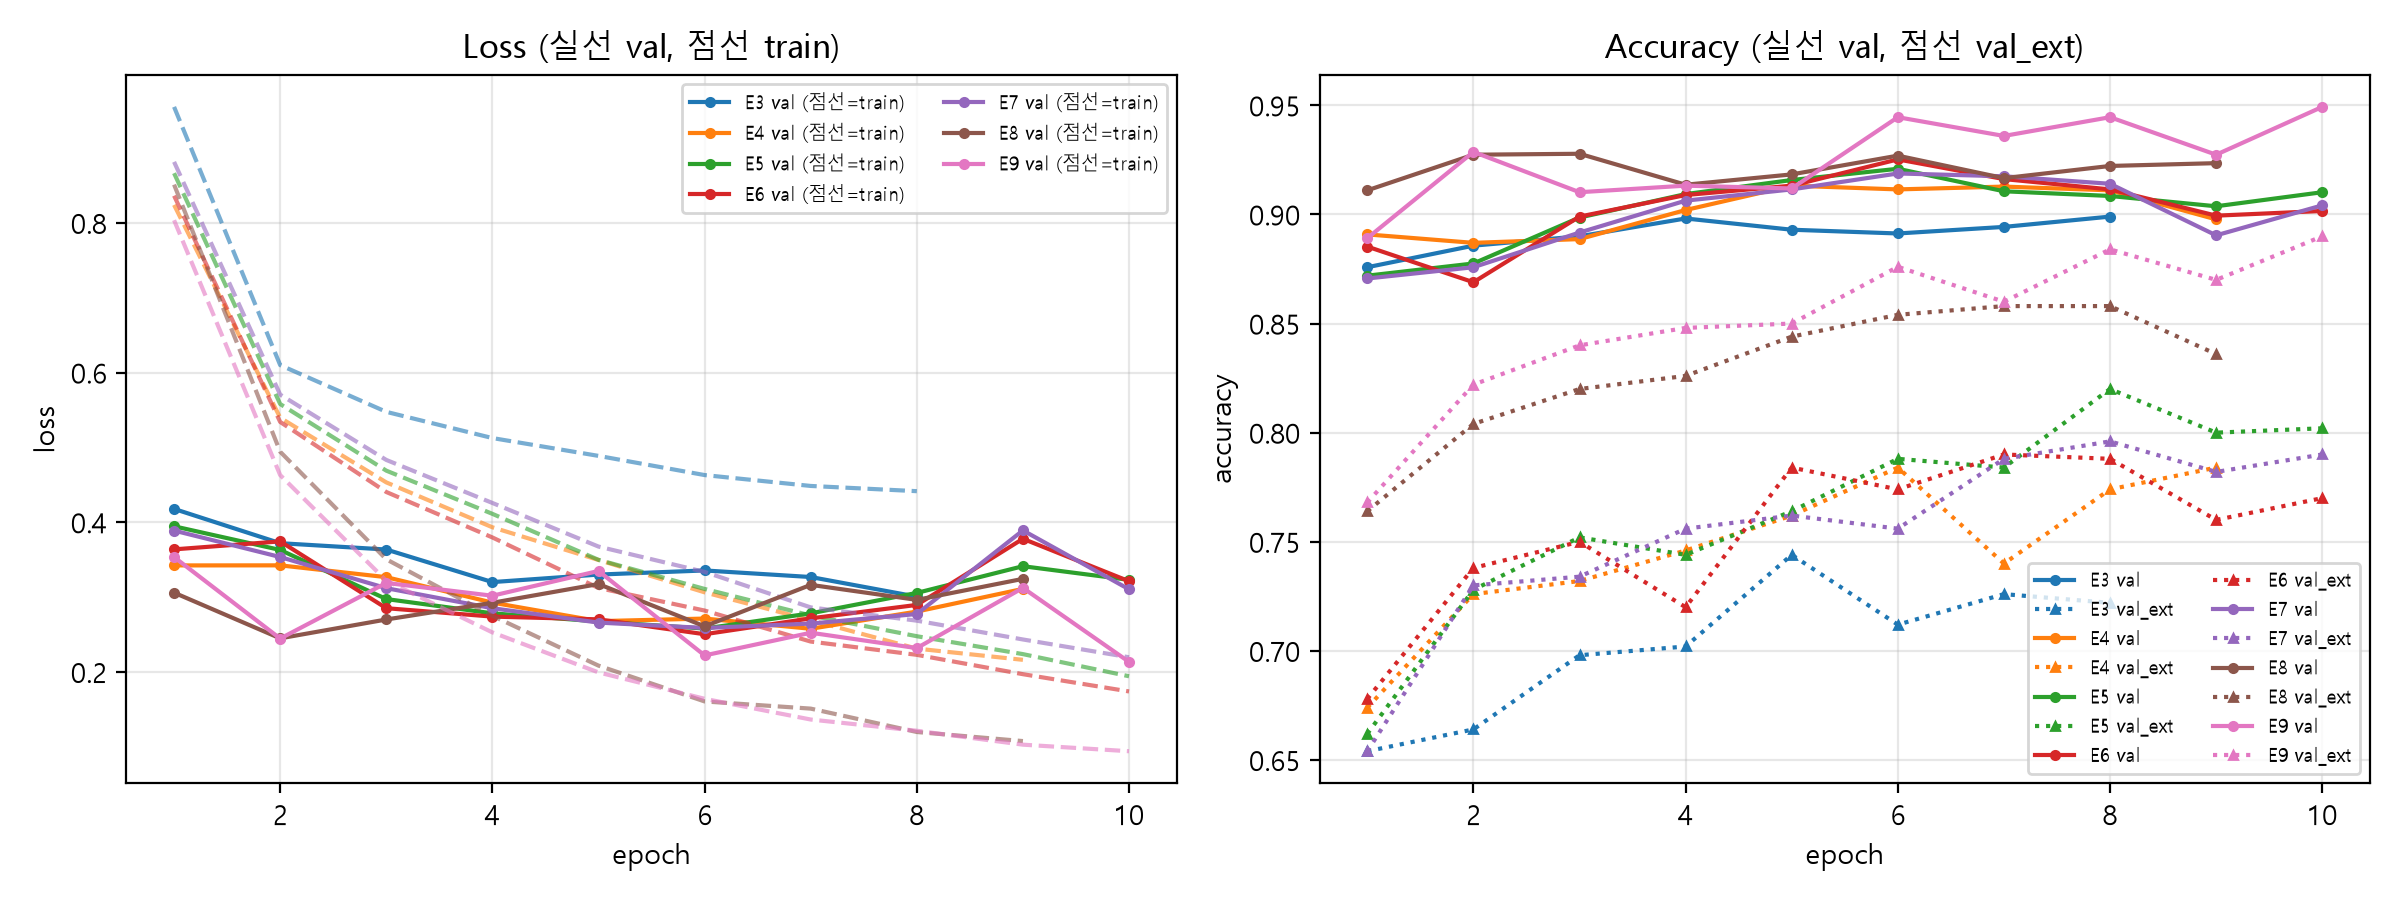 Loss (실선 val, 점선 train)
E3 val (점선=train)
E4 val (점선=train)
E5 val (점선=train)
E6 val (점선=train)
E7 val (점선=train)
E8 val (점선=train)
E9 val (점선=train)
0.8
0.6
0.4
0.2
loss
2
4
6
8
10
epoch
Accuracy (실선 val, 점선 val_ext)
0.95
0.90
0.85
0.80
0.75
0.70
0.65
accuracy
E3 val
E3 val_ext
E4 val
E4 val_ext
E5 val
E5 val_ext
E6 val
E6 val_ext
E7 val
E7 val_ext
E8 val
E8 val_ext
E9 val
E9 val_ext
2
4
6
8
10
epoch